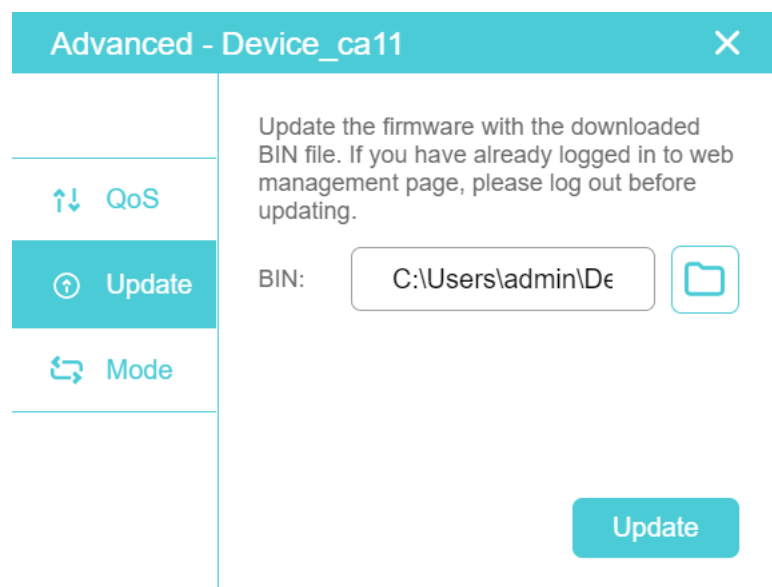 Advanced - Device_ca11
QoS
Update
Mode
Update the firmware with the downloaded
BIN file. If you have already logged in to web
management page, please log out before
updating.
BIN: C:\Users\admin\De
Update